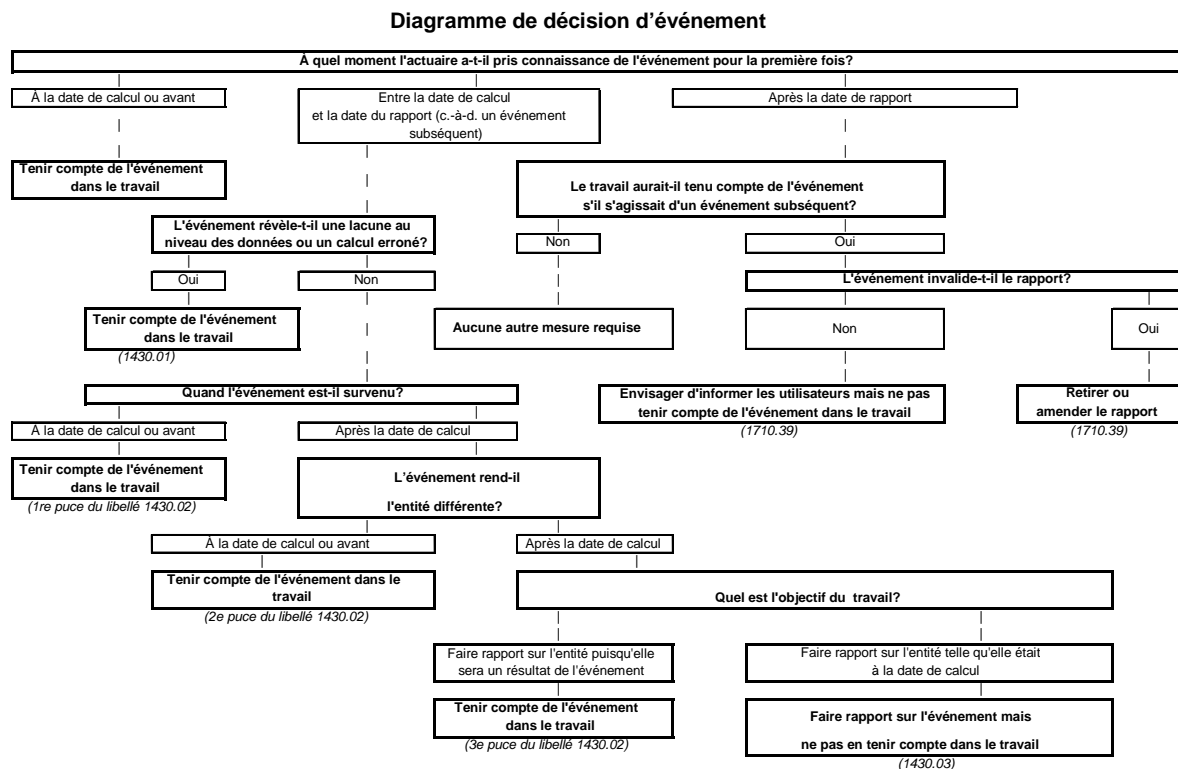 Diagramme de décision d'événement
À quel moment l'actuaire a-t-il pris connaissance de l'événement pour la première fois?
À la date de calcul ou avant
Entre la date de calcul
et la date du rapport (c.-à-d. un événement
subséquent)
Après la date de rapport
Tenir compte de l'événement
dans le travail
Le travail aurait-il tenu compte de l'événement
s'il s'agissait d'un événement subséquent?
L'événement révèle-t-il une lacune au
niveau des données ou un calcul erroné?
Non
Oui
Oui
Non
L'événement invalide-t-il le rapport?
Tenir compte de l'événement
dans le travail
(1430.01)
Aucune autre mesure requise
Non
Oui
Quand l'événement est-il survenu?
Envisager d'informer les utilisateurs mais ne pas
tenir compte de l'événement dans le travail
(1710.39)
Retirer ou
amender le rapport
(1710.39)
À la date de calcul ou avant
Après la date de calcul
Tenir compte de l'événement
dans le travail
(1re puce du libellé 1430.02)
L'événement rend-il
l'entité différente?
À la date de calcul ou avant
Après la date de calcul
Tenir compte de l'événement dans le
travail
(2e puce du libellé 1430.02)
Quel est l'objectif du travail?
Faire rapport sur l'entité puisqu'elle
sera un résultat de l'événement
Faire rapport sur l'entité telle qu'elle était
à la date de calcul
Tenir compte de l'événement
dans le travail
(3e puce du libellé 1430.02)
Faire rapport sur l'événement mais
ne pas en tenir compte dans le travail
(1430.03)